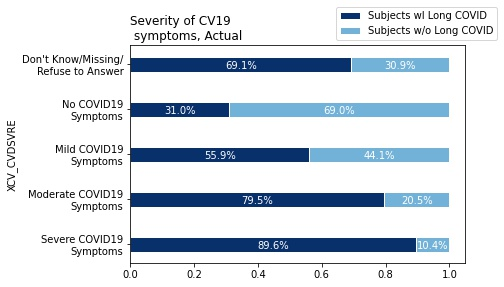 Severity of CV19
symptoms, Actual
Subjects wl Long COVID
Subjects w/o Long COVID
XCV_CVDSVRE
Don't Know/Missing/
Refuse to Answer
69.1% 30.9%
No COVID19
Symptoms
31.0% 69.0%
Mild COVID19
Symptoms
55.9% 44.1%
Moderate COVID19
Symptoms
79.5% 20.5%
Severe COVID19
Symptoms
89.6% 10.4%
0.0 0.2 0.4 0.6 0.8 1.0